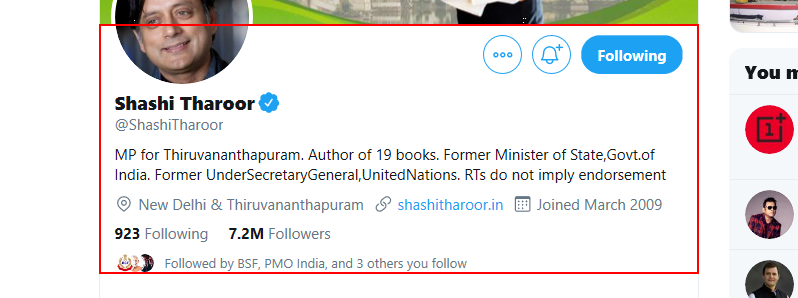 Following
You m
Shashi Tharoor
@ShashiTharoor
MP for Thiruvananthapuram. Author of 19 books. Former Minister of State,Govt.of
India. Former UnderSecretaryGeneral,UnitedNations. RTs do not imply endorsement
New Delhi & Thiruvananthapuram shashitharoor.in Joined March 2009
923 Following 7.2M Followers
Followed by BSF, PMO India, and 3 others you follow